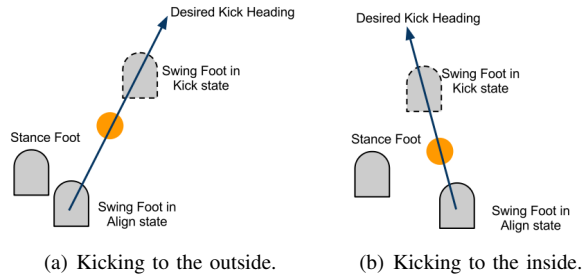 Desired Kick Heading
Swing Foot in
Kick state
Stance Foot
Swing Foot in
Align state
(a) Kicking to the outside.
Desired Kick Heading
Swing Foot in
Kick state
Stance Foot
Swing Foot in
Align state
(b) Kicking to the inside.